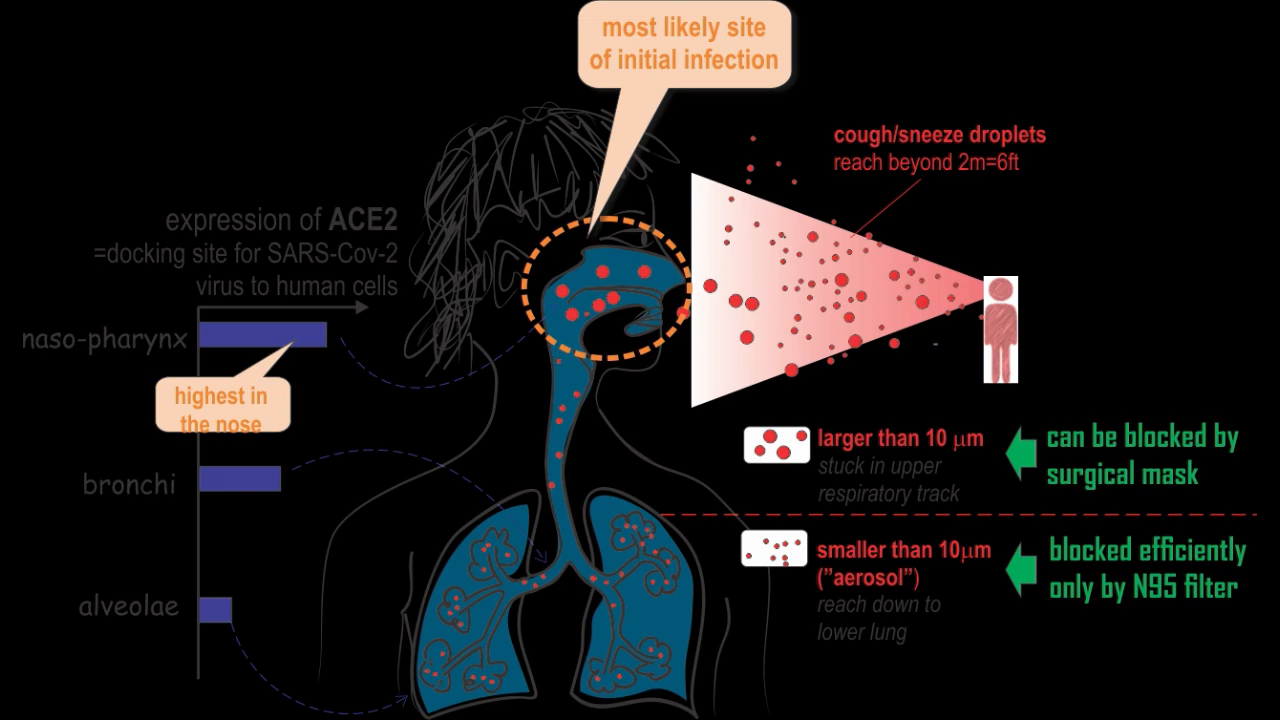 most likely site
of initial infection
cough/sneeze droplets
reach beyond 2m=6ft
expression of ACE2
=docking site for SARS-Cov-2
virus to human cells
naso-pharynx
highest in
the nose
bronchi
alveolae
larger than 10 µm
stuck in upper
respiratory track
can be blocked by
surgical mask
smaller than 10µm
(”aerosol”)
reach down to
lower lung
blocked efficiently
only by N95 filter